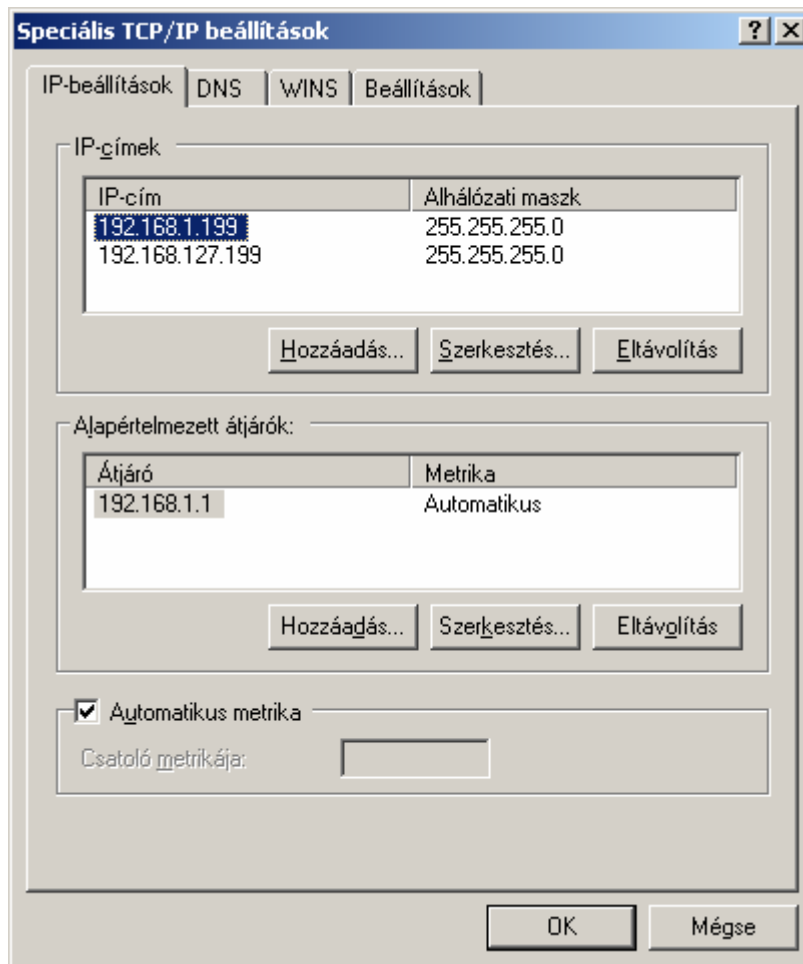 Speciális TCP/IP beállítások
IP-beállítások DNS WINS Beállítások
IP-címek
IP-cím Alhálózati maszk
192.168.1.199 255.255.255.0
192.168.127.199 255.255.255.0
Hozzáadás... Szerkesztés... Eltávolítás
Alapértelmezett átjárók:
Átjáró Metrika
192.168.1.1 Automatikus
Hozzáadás... Szerkesztés... Eltávolítás
Automatikus metrika
Csatoló metrikája:
OK Mégse